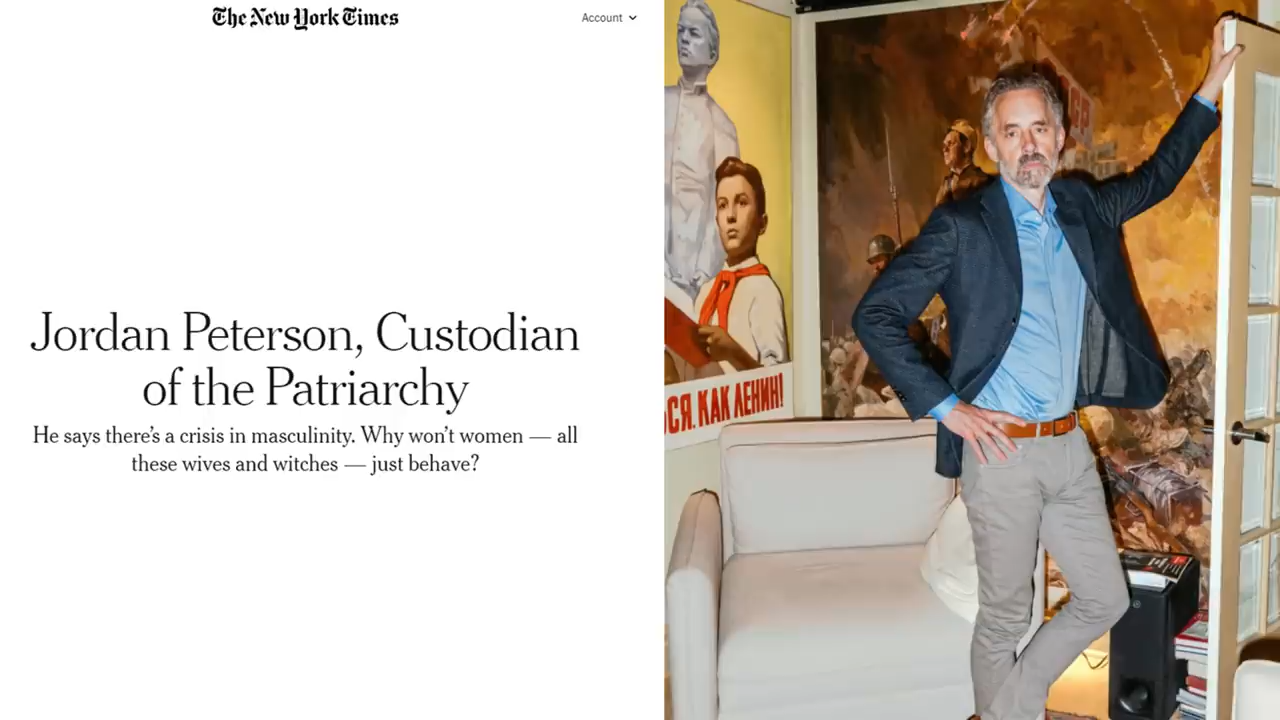 The New York Times
Account
Jordan Peterson, Custodian
of the Patriarchy
He says there's a crisis in masculinity. Why won't women — all
these wives and witches — just behave?
СЯ, КАК ЛЕНИН!